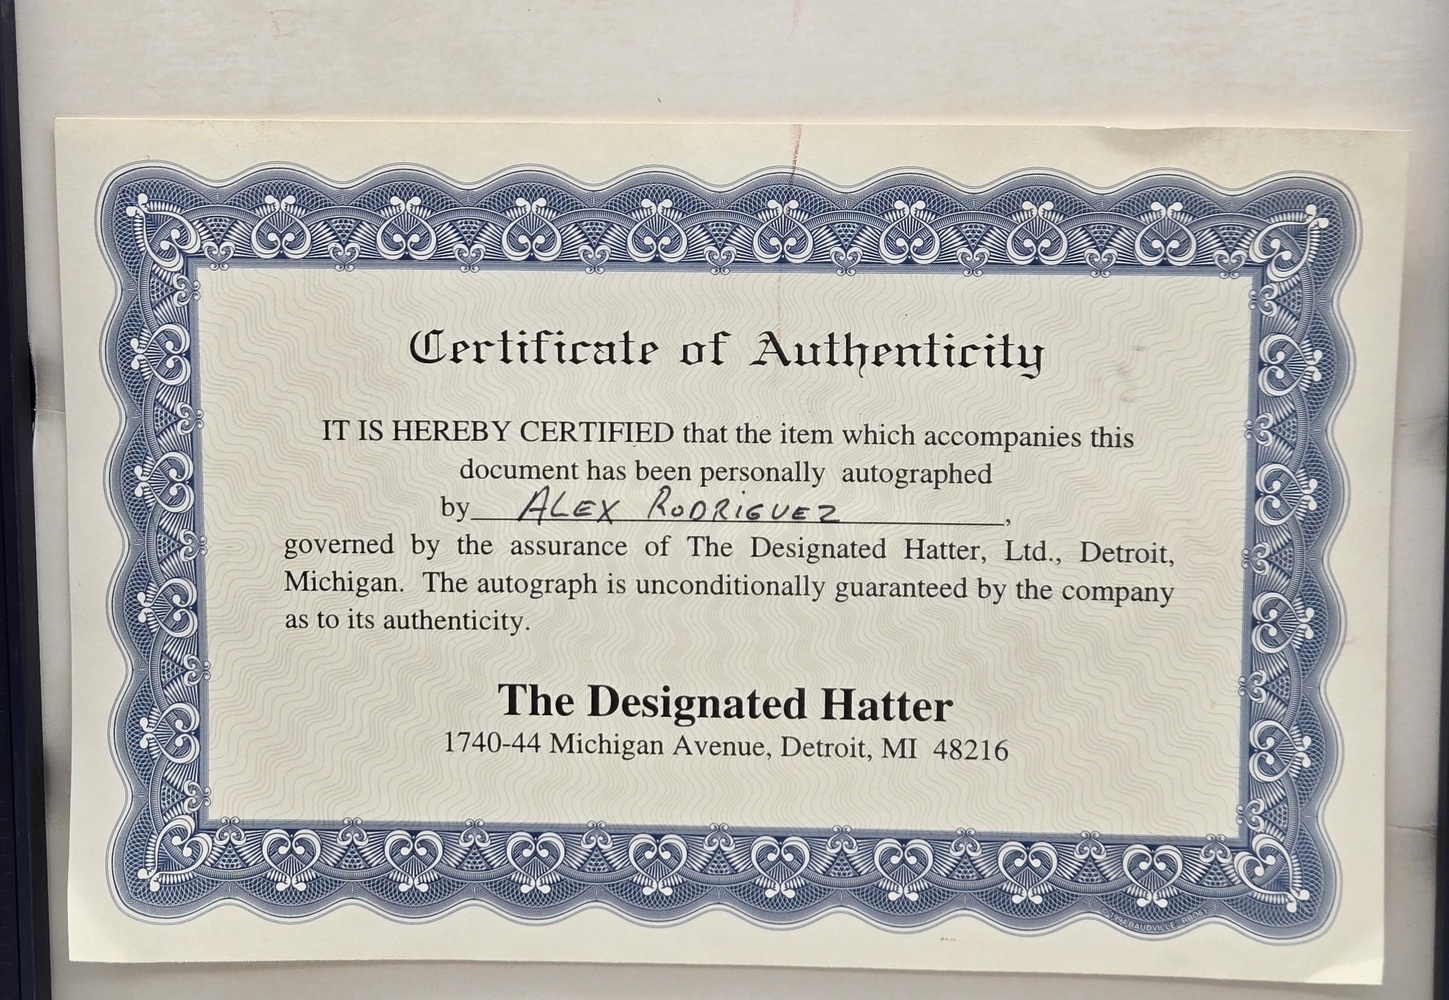 Certificate of Authenticity
IT IS HEREBY CERTIFIED that the item which accompanies this
document has been personally autographed
by ALEX RODRIGUEZ,
governed by the assurance of The Designated Hatter, Ltd., Detroit,
Michigan. The autograph is unconditionally guaranteed by the company
as to its authenticity.
The Designated Hatter
1740-44 Michigan Avenue, Detroit, MI 48216